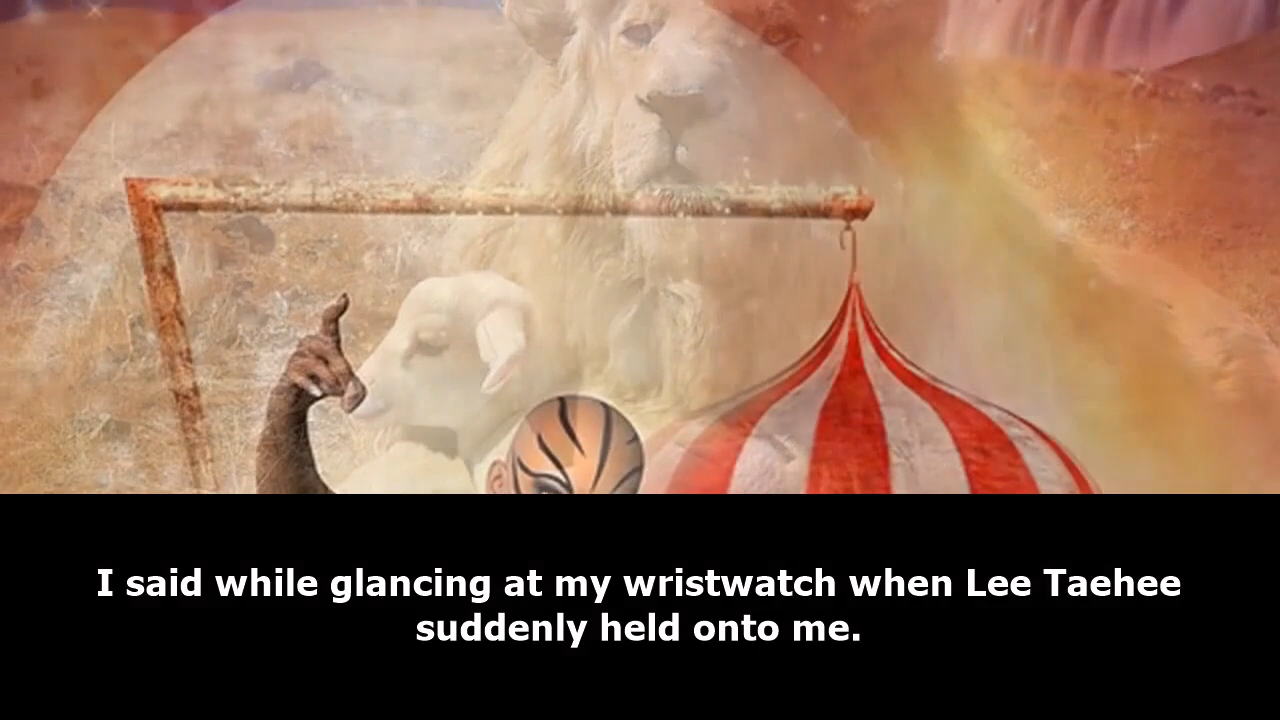 I said while glancing at my wristwatch when Lee Taehee
suddenly held onto me.